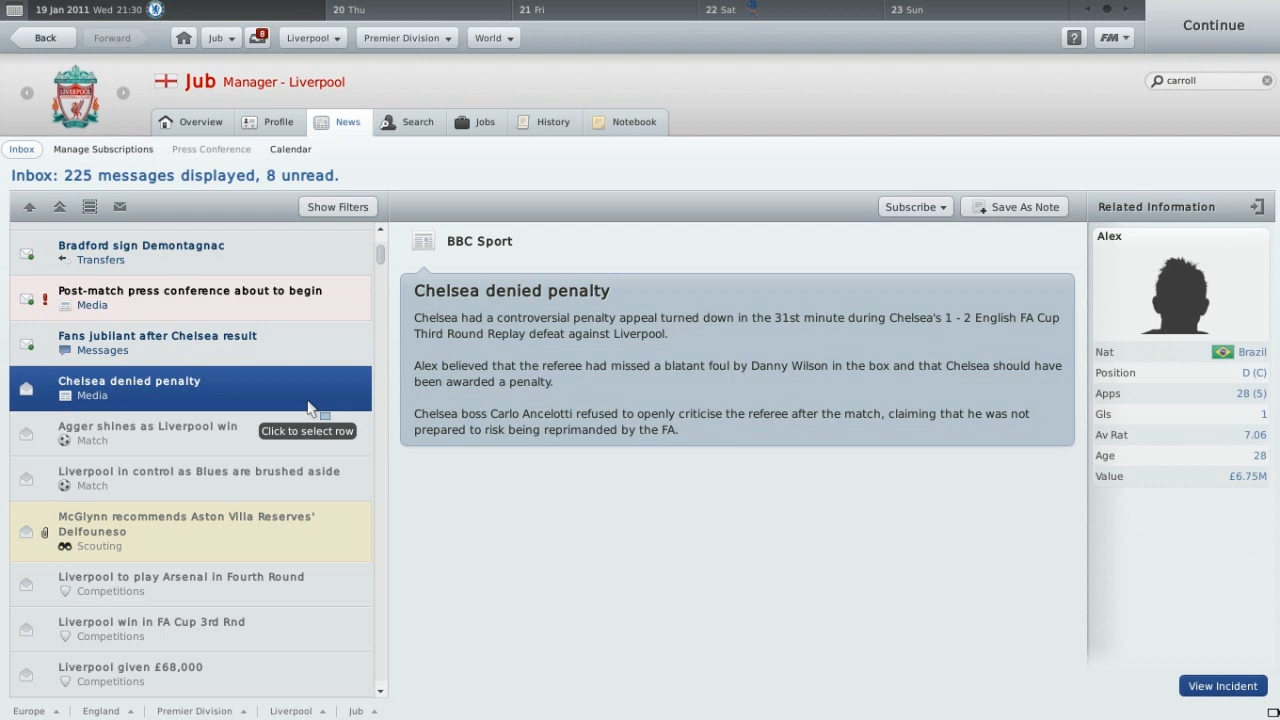 19 Jan 2011 Wed 21:30
20 Thu
21 Fri
22 Sat
23 Sun
Continue
Back
Forward
Job
8
Liverpool
Premier Division
World
?
FM
Jub Manager - Liverpool
carroll
Overview
Profile
News
Search
Jobs
History
Notebook
Inbox
Manage Subscriptions
Press Conference
Calendar
Inbox: 225 messages displayed, 8 unread.
Show Filters
Subscribe
Save As Note
Related Information
Bradford sign Demontagnac
Transfers
Post-match press conference about to begin
Media
Fans jubilant after Chelsea result
Messages
Chelsea denied penalty
Media
Click to select row
Agger shines as Liverpool win
Match
Liverpool in control as Blues are brushed aside
Match
McGlynn recommends Aston Villa Reserves'
Delfouneso
Scouting
Liverpool to play Arsenal in Fourth Round
Competitions
Liverpool win in FA Cup 3rd Rnd
Competitions
Liverpool given £68,000
Competitions
BBC Sport
Chelsea denied penalty
Chelsea had a controversial penalty appeal turned down in the 31st minute during Chelsea's 1 - 2 English FA Cup
Third Round Replay defeat against Liverpool.
Alex believed that the referee had missed a blatant foul by Danny Wilson in the box and that Chelsea should have
been awarded a penalty.
Chelsea boss Carlo Ancelotti refused to openly criticise the referee after the match, claiming that he was not
prepared to risk being reprimanded by the FA.
Alex
Nat Brazil
Position D (C)
Apps 28 (5)
Gls 1
Av Rat 7.06
Age 28
Value £6.75M
View Incident
Europe
England
Premier Division
Liverpool
Jub